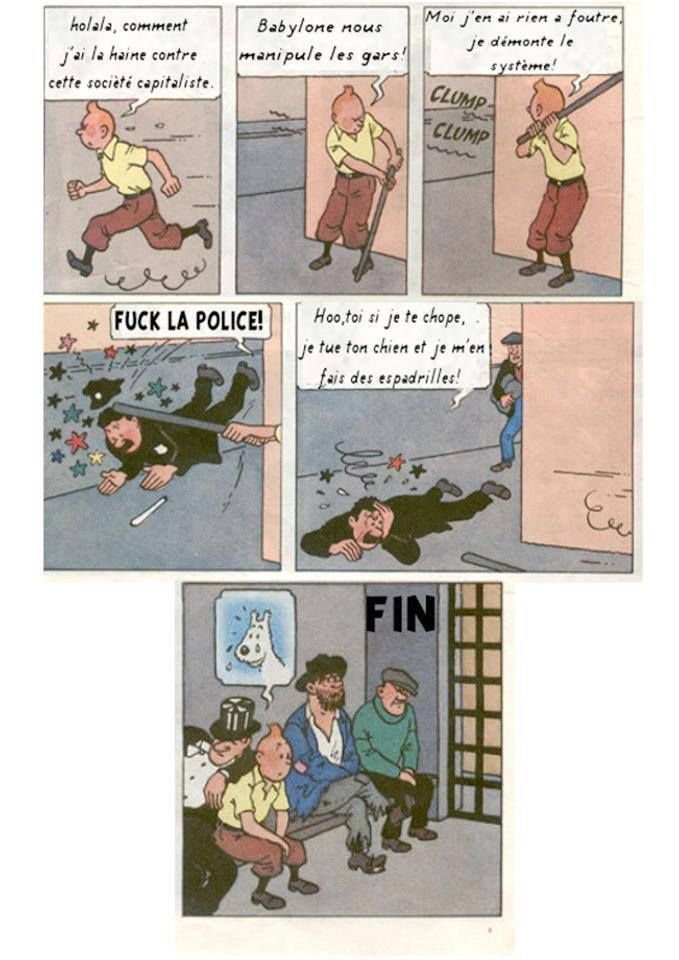 holala, comment
j'ai la haine contre
cette socièté capitaliste.
Babylone nous
manipule les gars!
Moi j'en ai rien a foutre,
je démonte le
système!
CLUMP
CLUMP
FUCK LA POLICE!
Hoo,toi si je te chope,
je tue ton chien et je m'en
fais des espadrilles!
FIN